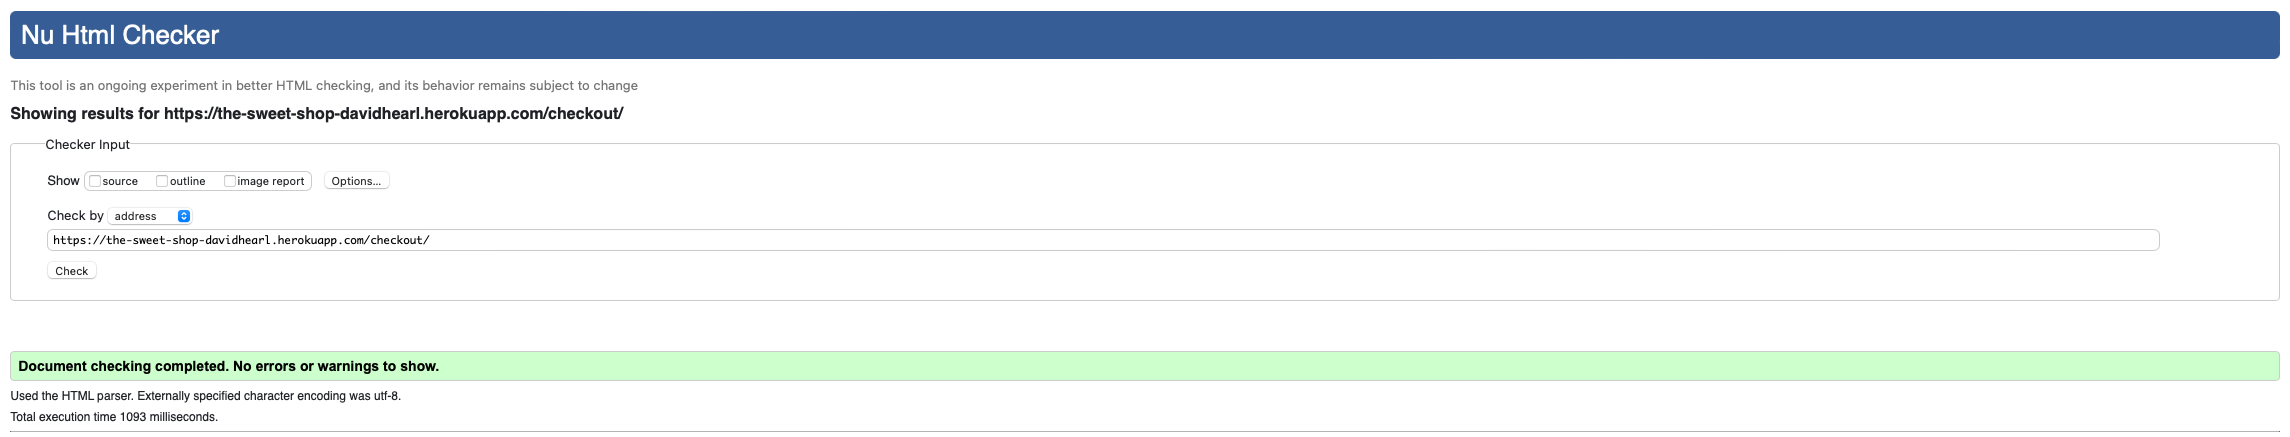 Nu Html Checker
This tool is an ongoing experiment in better HTML checking, and its behavior remains subject to change
Showing results for https://the-sweet-shop-davidhearl.herokuapp.com/checkout/
Checker Input
Show source outline image report Options...
Check by address
https://the-sweet-shop-davidhearl.herokuapp.com/checkout/
Check
Document checking completed. No errors or warnings to show.
Used the HTML parser. Externally specified character encoding was utf-8.
Total execution time 1093 milliseconds.